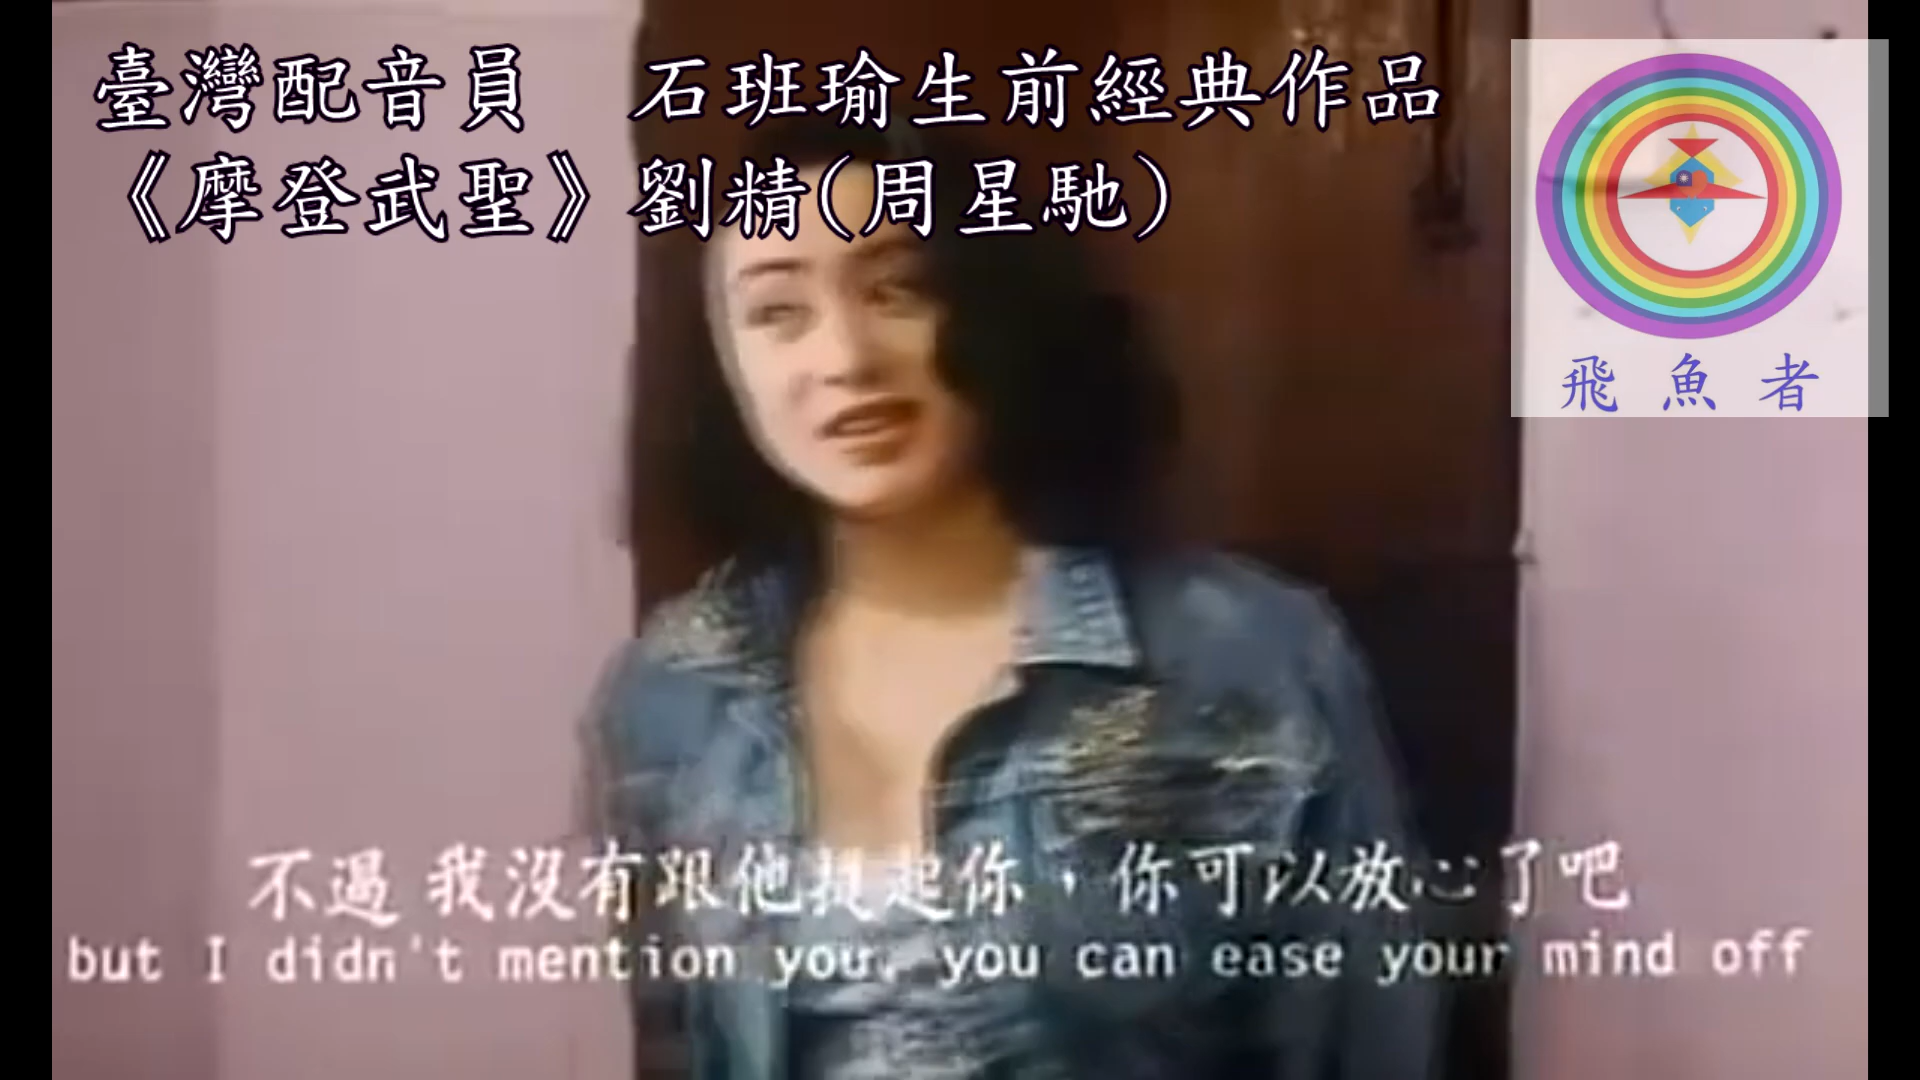 臺灣配音員　石班瑜生前經典作品
《摩登武聖》劉精(周星馳)
飛魚者
不過 我沒有跟他提起你，你可以放心了吧
but I didn't mention you, you can ease your mind off